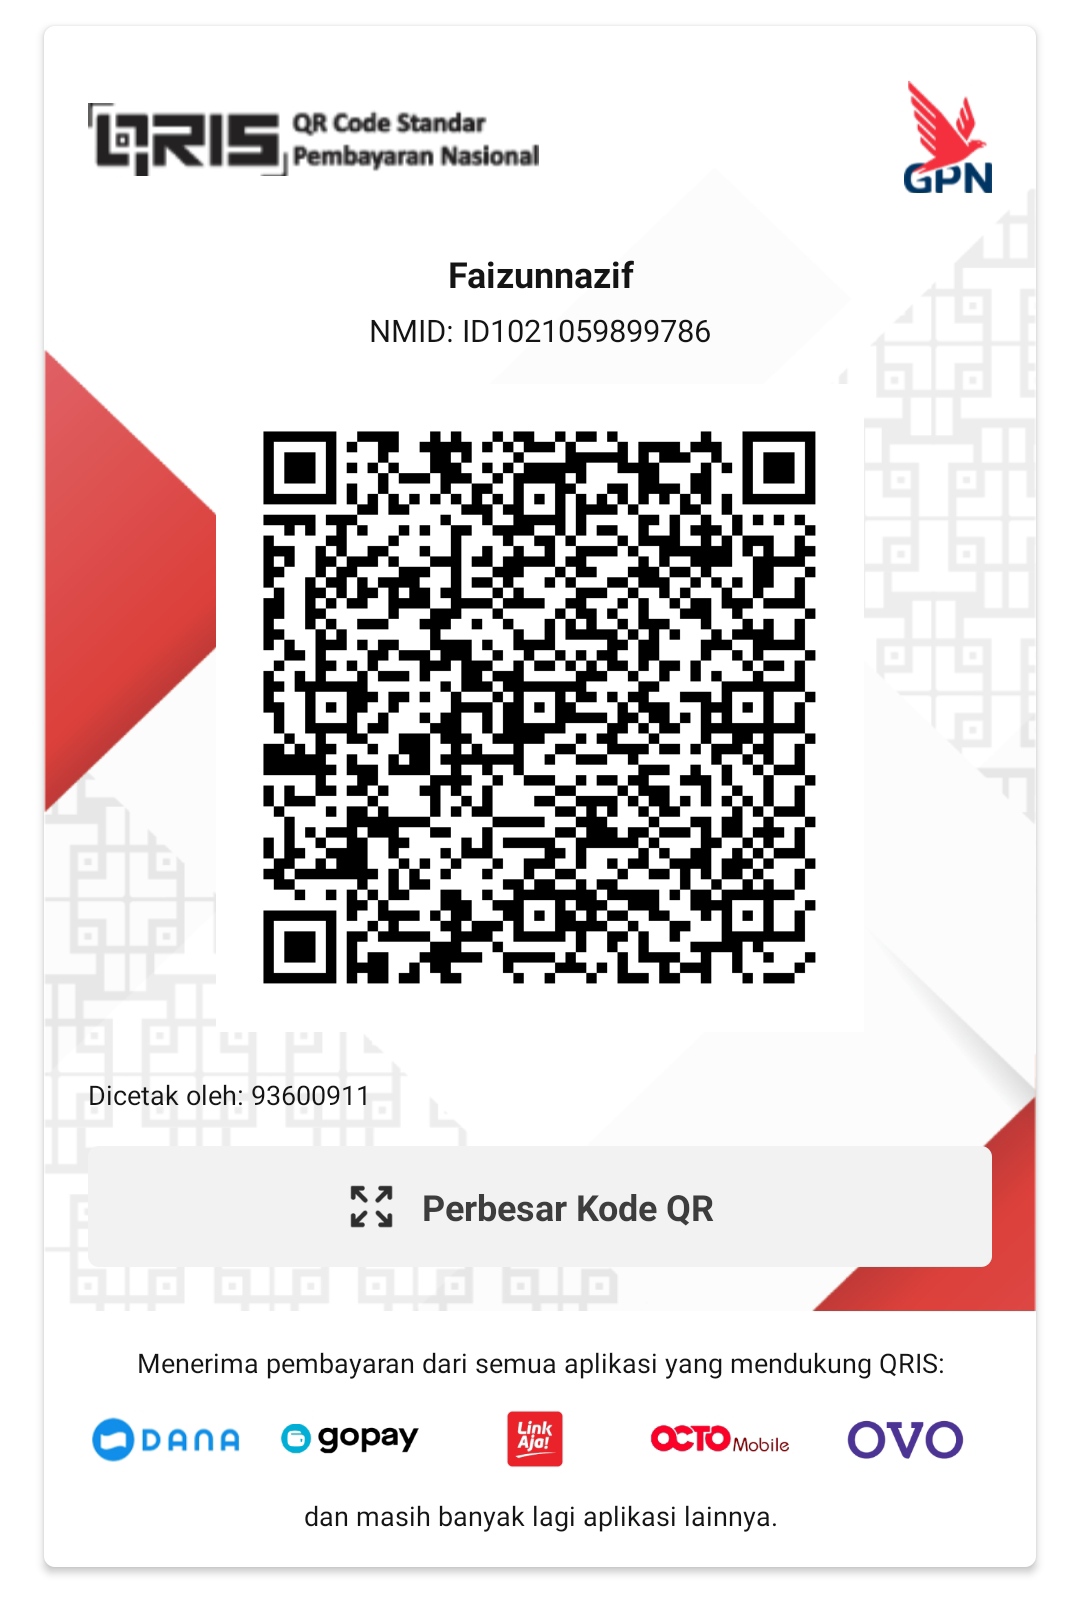 QRIS QR Code Standar
Pembayaran Nasional
GPN
Faizunnazif
NMID: ID1021059899786
Dicetak oleh: 93600911
Perbesar Kode QR
Menerima pembayaran dari semua aplikasi yang mendukung QRIS:
DANA gopay Link Aja! OCTO Mobile OVO
dan masih banyak lagi aplikasi lainnya.